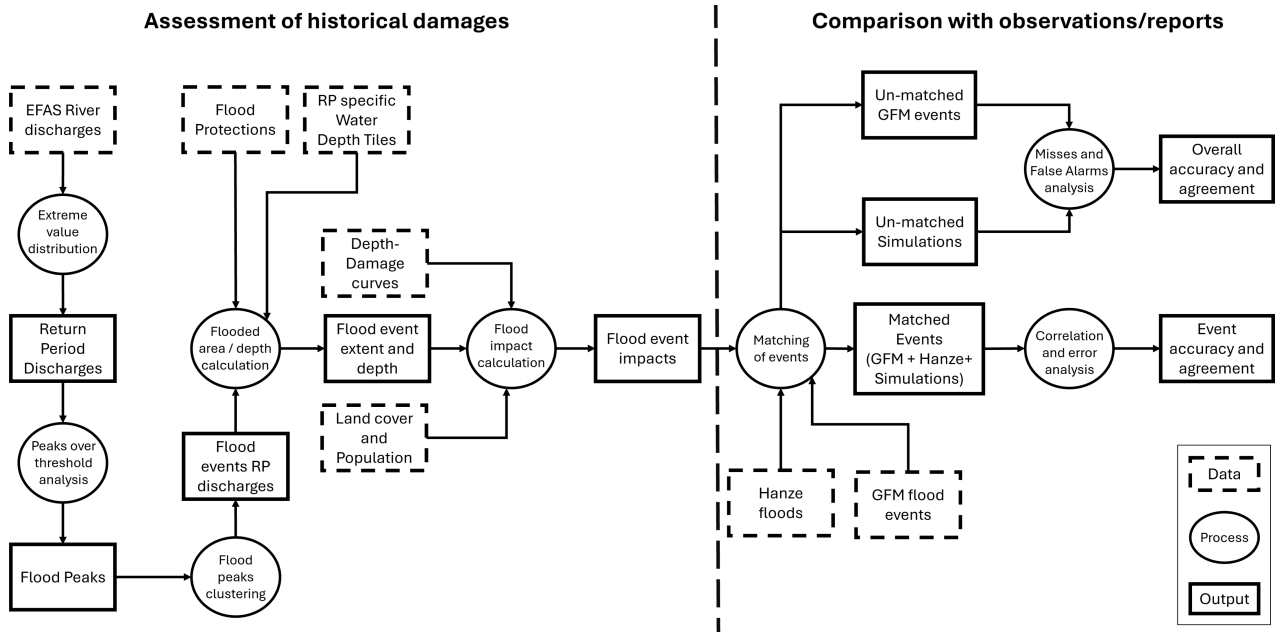 Assessment of historical damages
Comparison with observations/reports
EFAS River
discharges
Extreme
value
distribution
Return
Period
Discharges
Peaks over
threshold
analysis
Flood Peaks
Flood
peaks
clustering
Flood
events RP
discharges
Flood
Protections
RP specific
Water
Depth Tiles
Flooded
area / depth
calculation
Flood event
extent and
depth
Depth-
Damage
curves
Land cover
and
Population
Flood
impact
calculation
Flood event
impacts
Matching
of events
Hanze
floods
GFM flood
events
Un-matched
GFM events
Un-matched
Simulations
Misses and
False Alarms
analysis
Overall
accuracy and
agreement
Matched
Events
(GFM + Hanze+
Simulations)
Correlation
and error
analysis
Event
accuracy and
agreement
Data
Process
Output